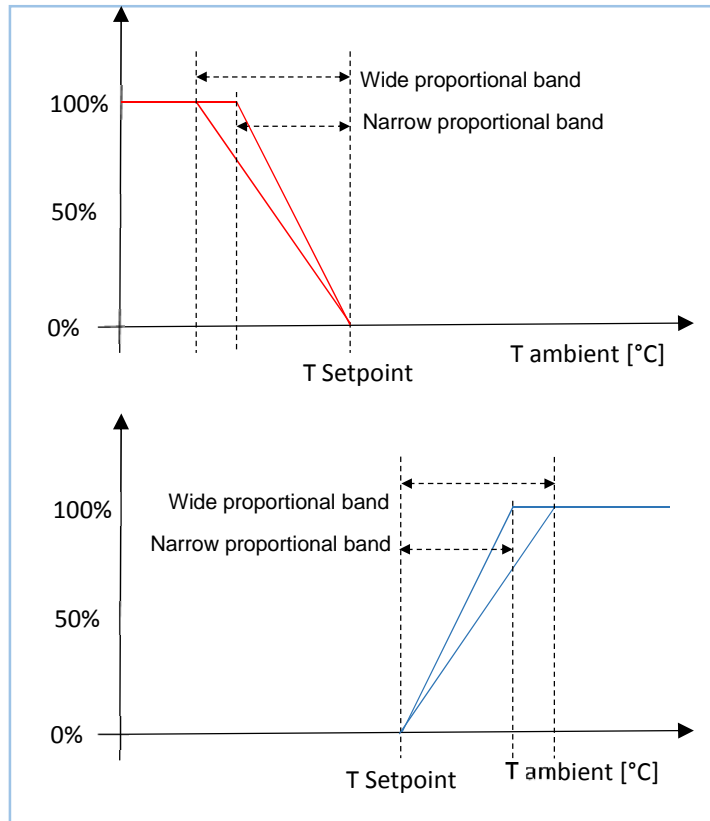 Wide proportional band
100%
Narrow proportional band
50%
0%
T Setpoint
T ambient [°C]
Wide proportional band
100%
Narrow proportional band
50%
0%
T Setpoint
T ambient [°C]